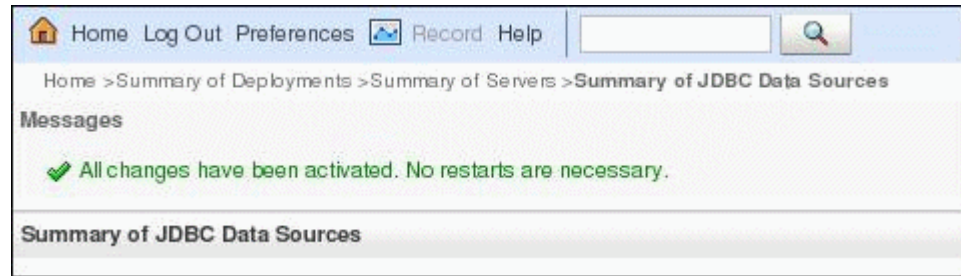 Home Log Out Preferences Record Help
Home >Summary of Deployments >Summary of Servers >Summary of JDBC Data Sources
Messages
All changes have been activated. No restarts are necessary.
Summary of JDBC Data Sources